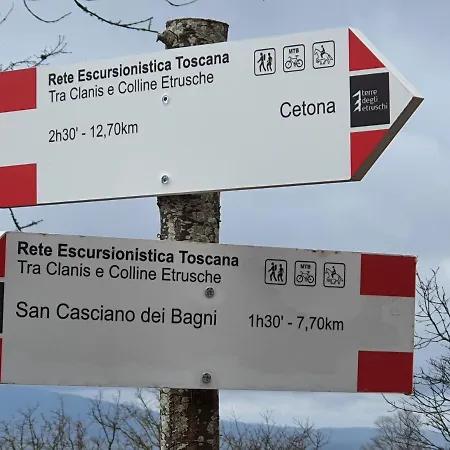 Rete Escursionistica Toscana
Tra Clanis e Colline Etrusche
MTB
Cetona
terre
degli
etruschi
2h30' - 12,70km
Rete Escursionistica Toscana
Tra Clanis e Colline Etrusche
MTB
San Casciano dei Bagni 1h30' - 7,70km